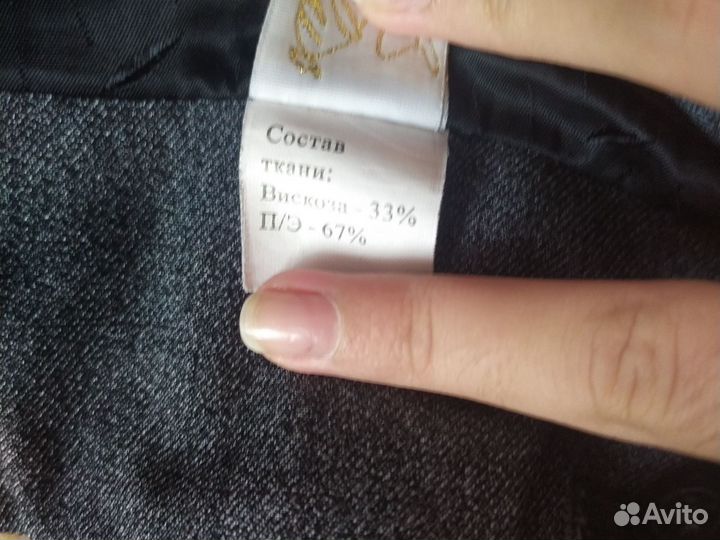 Состав
ткани:
Вискоза - 33%
П/Э - 67%
Avito